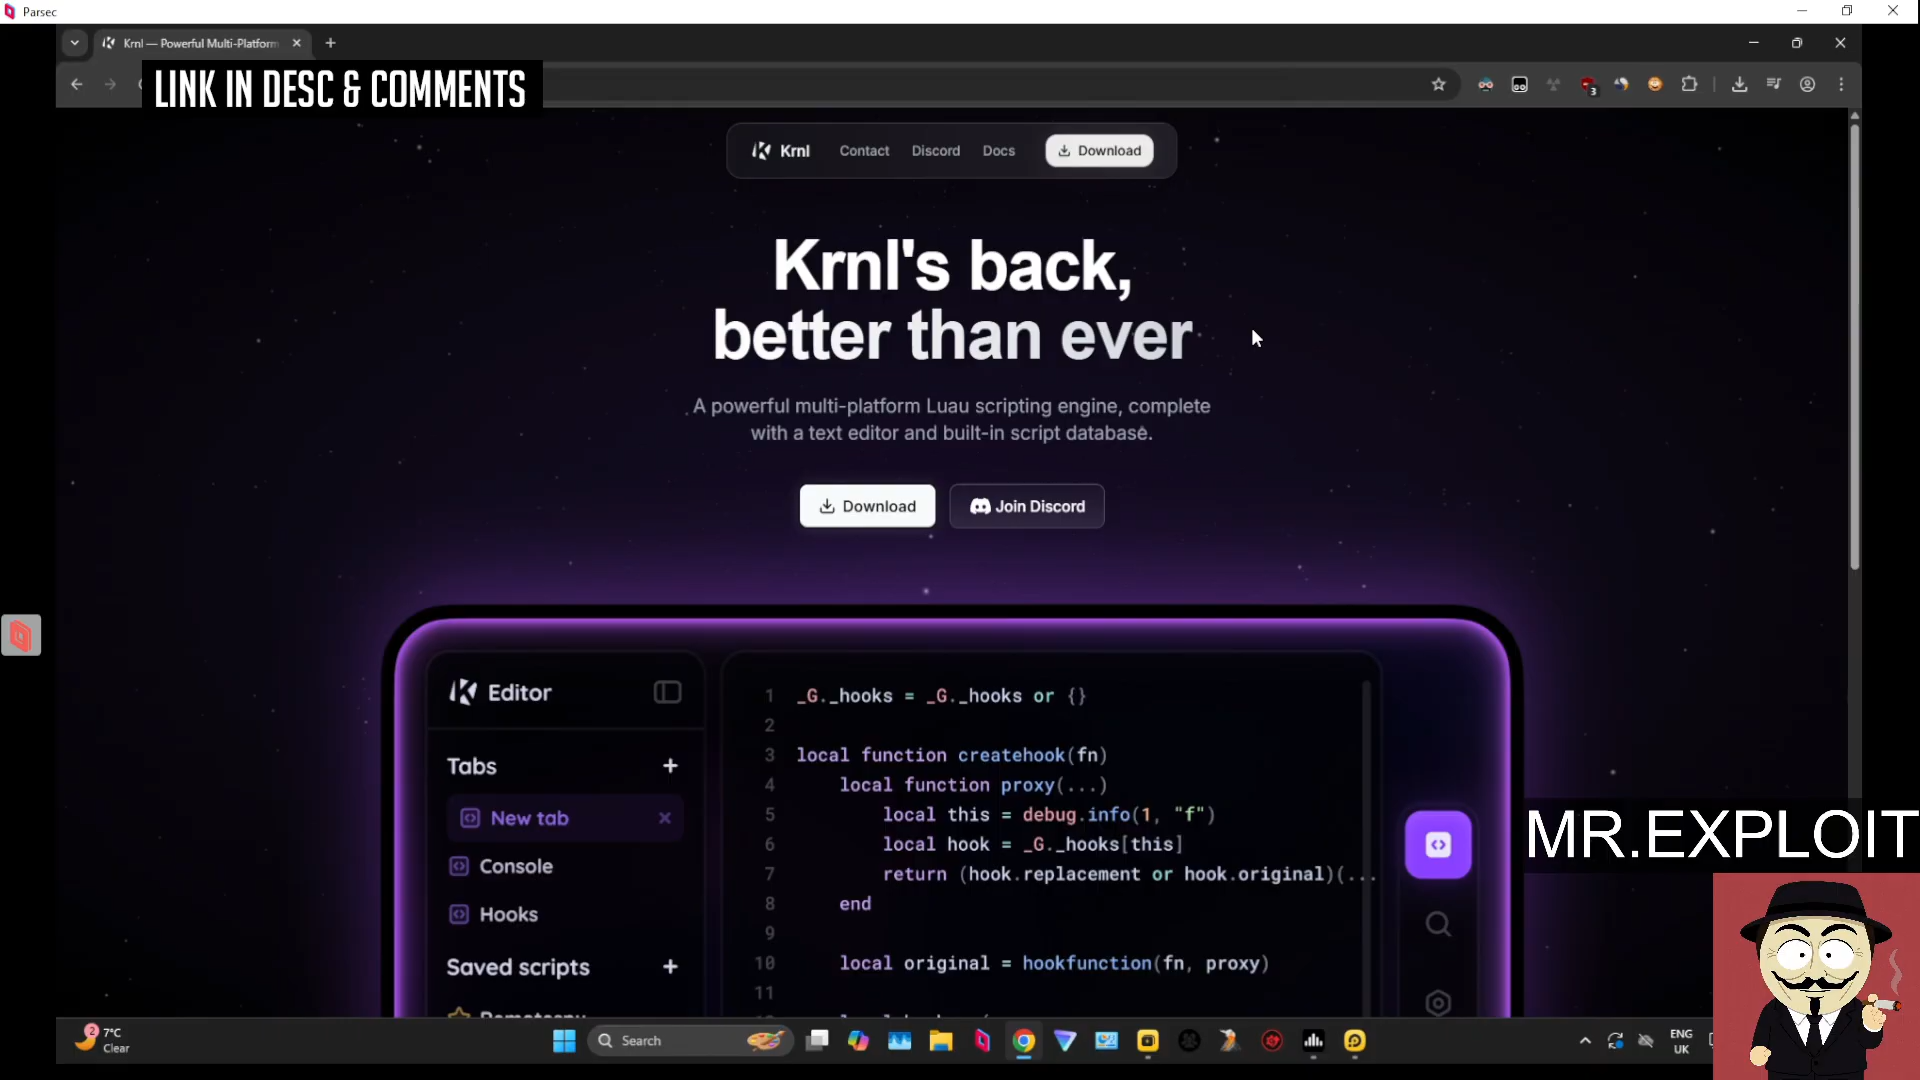 Parsec
Krnl — Powerful Multi-Platform
LINK IN DESC & COMMENTS
3
Krnl
Contact
Discord
Docs
Download
Krnl's back,
better than ever
A powerful multi-platform Luau scripting engine, complete
with a text editor and built-in script database.
Download
Join Discord
Editor
Tabs
New tab
Console
Hooks
Saved scripts
1 _G._hooks = _G._hooks or {}
2
3 local function createhook(fn)
4 local function proxy(...)
5 local this = debug.info(1, "f")
6 local hook = _G._hooks[this]
7 return (hook.replacement or hook.original)(...
8 end
9
10 local original = hookfunction(fn, proxy)
11
MR.EXPLOIT
2
7°C
Clear
Search
ENG
UK